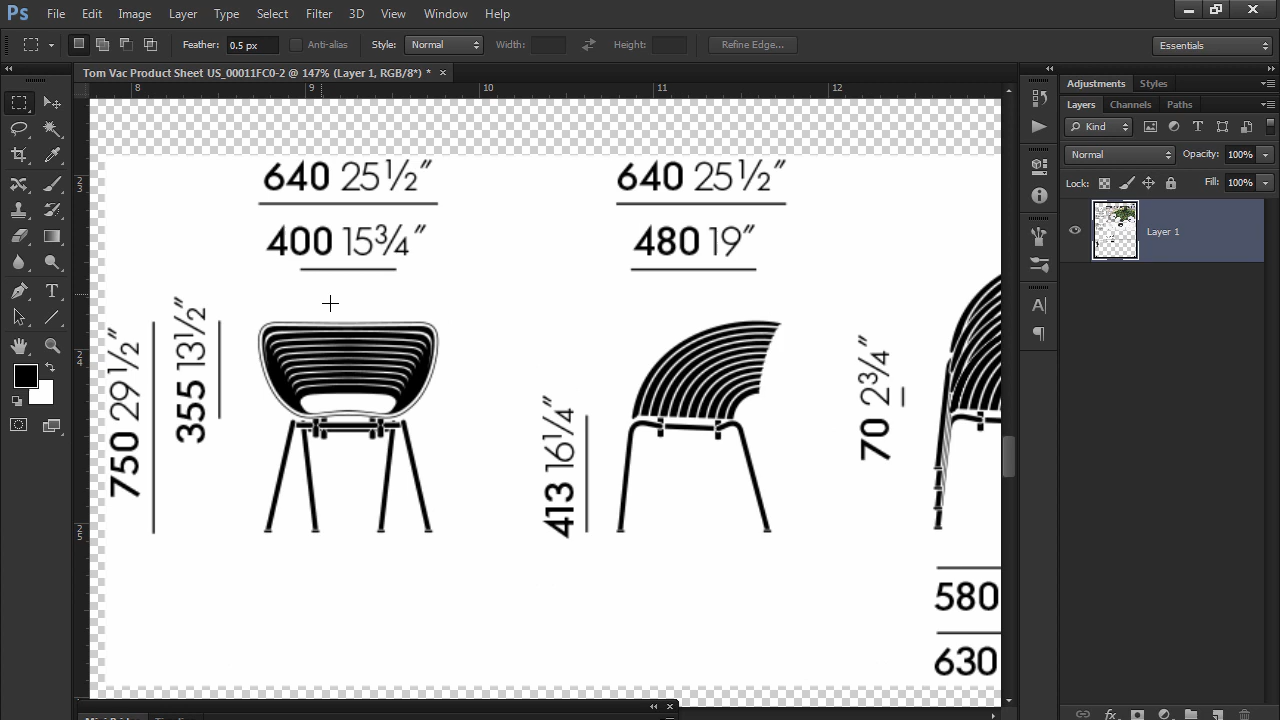 Ps File Edit Image Layer Type Select Filter 3D View Window Help
Feather: 0.5 px Anti-alias Style: Normal Width: Height: Refine Edge... Essentials
Tom Vac Product Sheet US_00011FC0-2 @ 147% (Layer 1, RGB/8*) *
8 9 10 11 12
Adjustments Styles
Layers Channels Paths
Kind
Normal Opacity: 100%
Lock: Fill: 100%
Layer 1
640 25½″
400 15¾″
640 25½″
480 19″
750 29½″
355 13½″
413 16¼″
70 2¾″
580
630
23
24
25